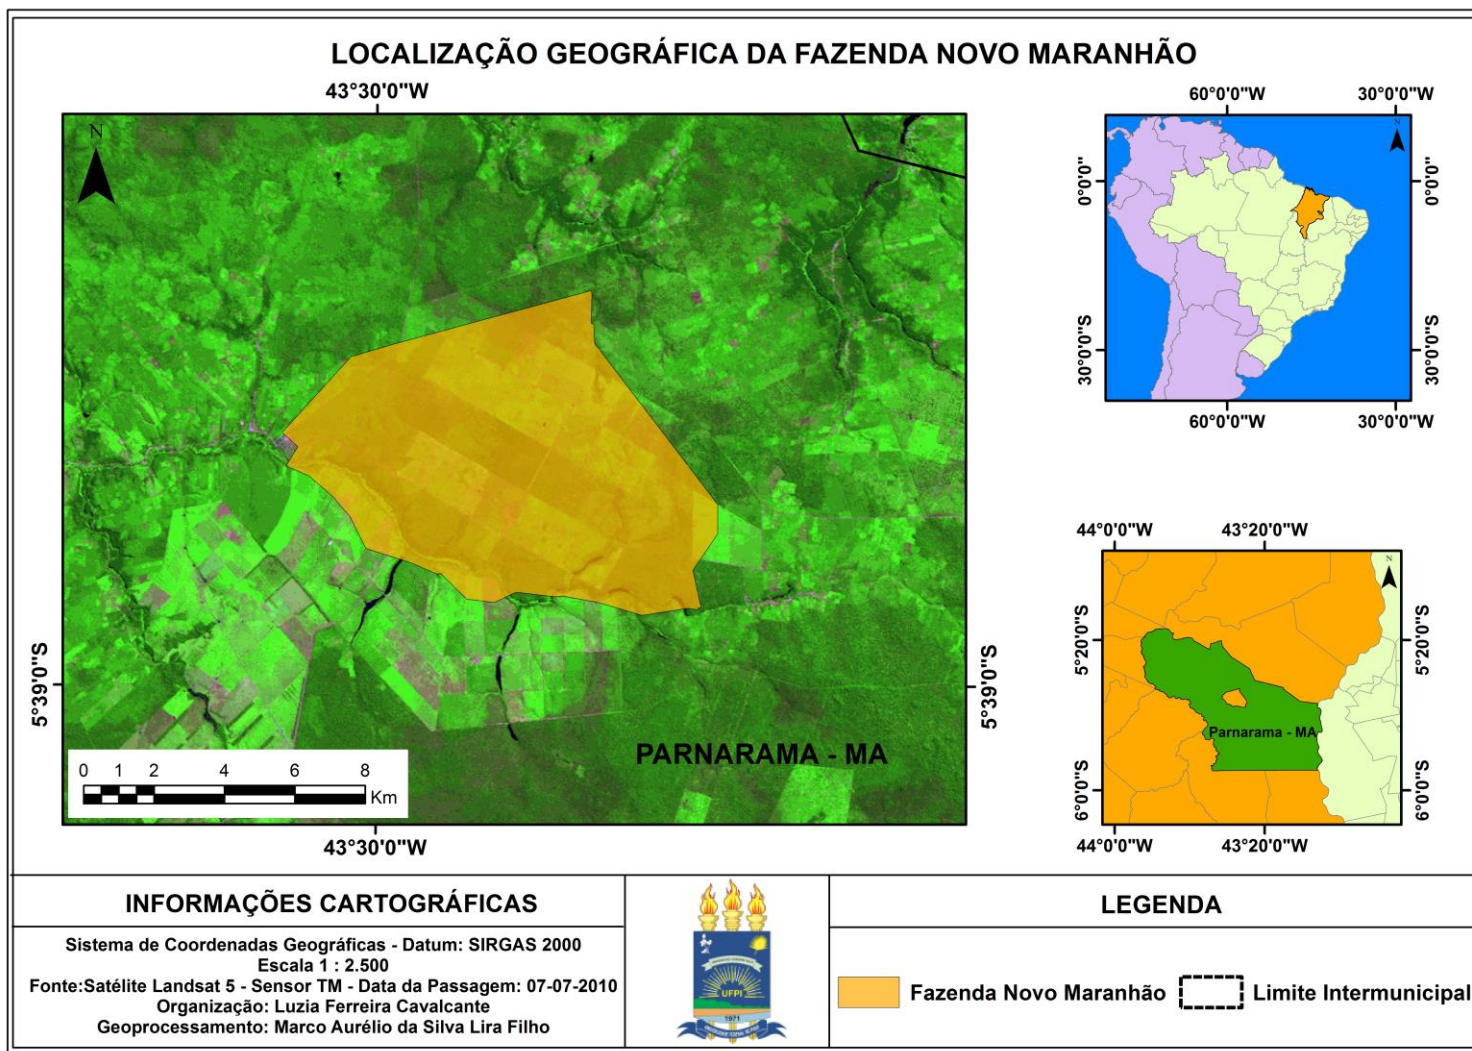 LOCALIZAÇÃO GEOGRÁFICA DA FAZENDA NOVO MARANHÃO
43°30'0"W
N
5°39'0"S
5°39'0"S
PARNARAMA - MA
0 1 2 4 6 8
Km
43°30'0"W
60°0'0"W 30°0'0"W
N
0°0'0"
0°0'0"
30°0'0"S
30°0'0"S
60°0'0"W 30°0'0"W
44°0'0"W 43°20'0"W
N
5°20'0"S
5°20'0"S
Parnarama - MA
6°0'0"S
6°0'0"S
44°0'0"W 43°20'0"W
INFORMAÇÕES CARTOGRÁFICAS
Sistema de Coordenadas Geográficas - Datum: SIRGAS 2000
Escala 1 : 2.500
Fonte:Satélite Landsat 5 - Sensor TM - Data da Passagem: 07-07-2010
Organização: Luzia Ferreira Cavalcante
Geoprocessamento: Marco Aurélio da Silva Lira Filho
UFPI
1971
LEGENDA
Fazenda Novo Maranhão
Limite Intermunicipal